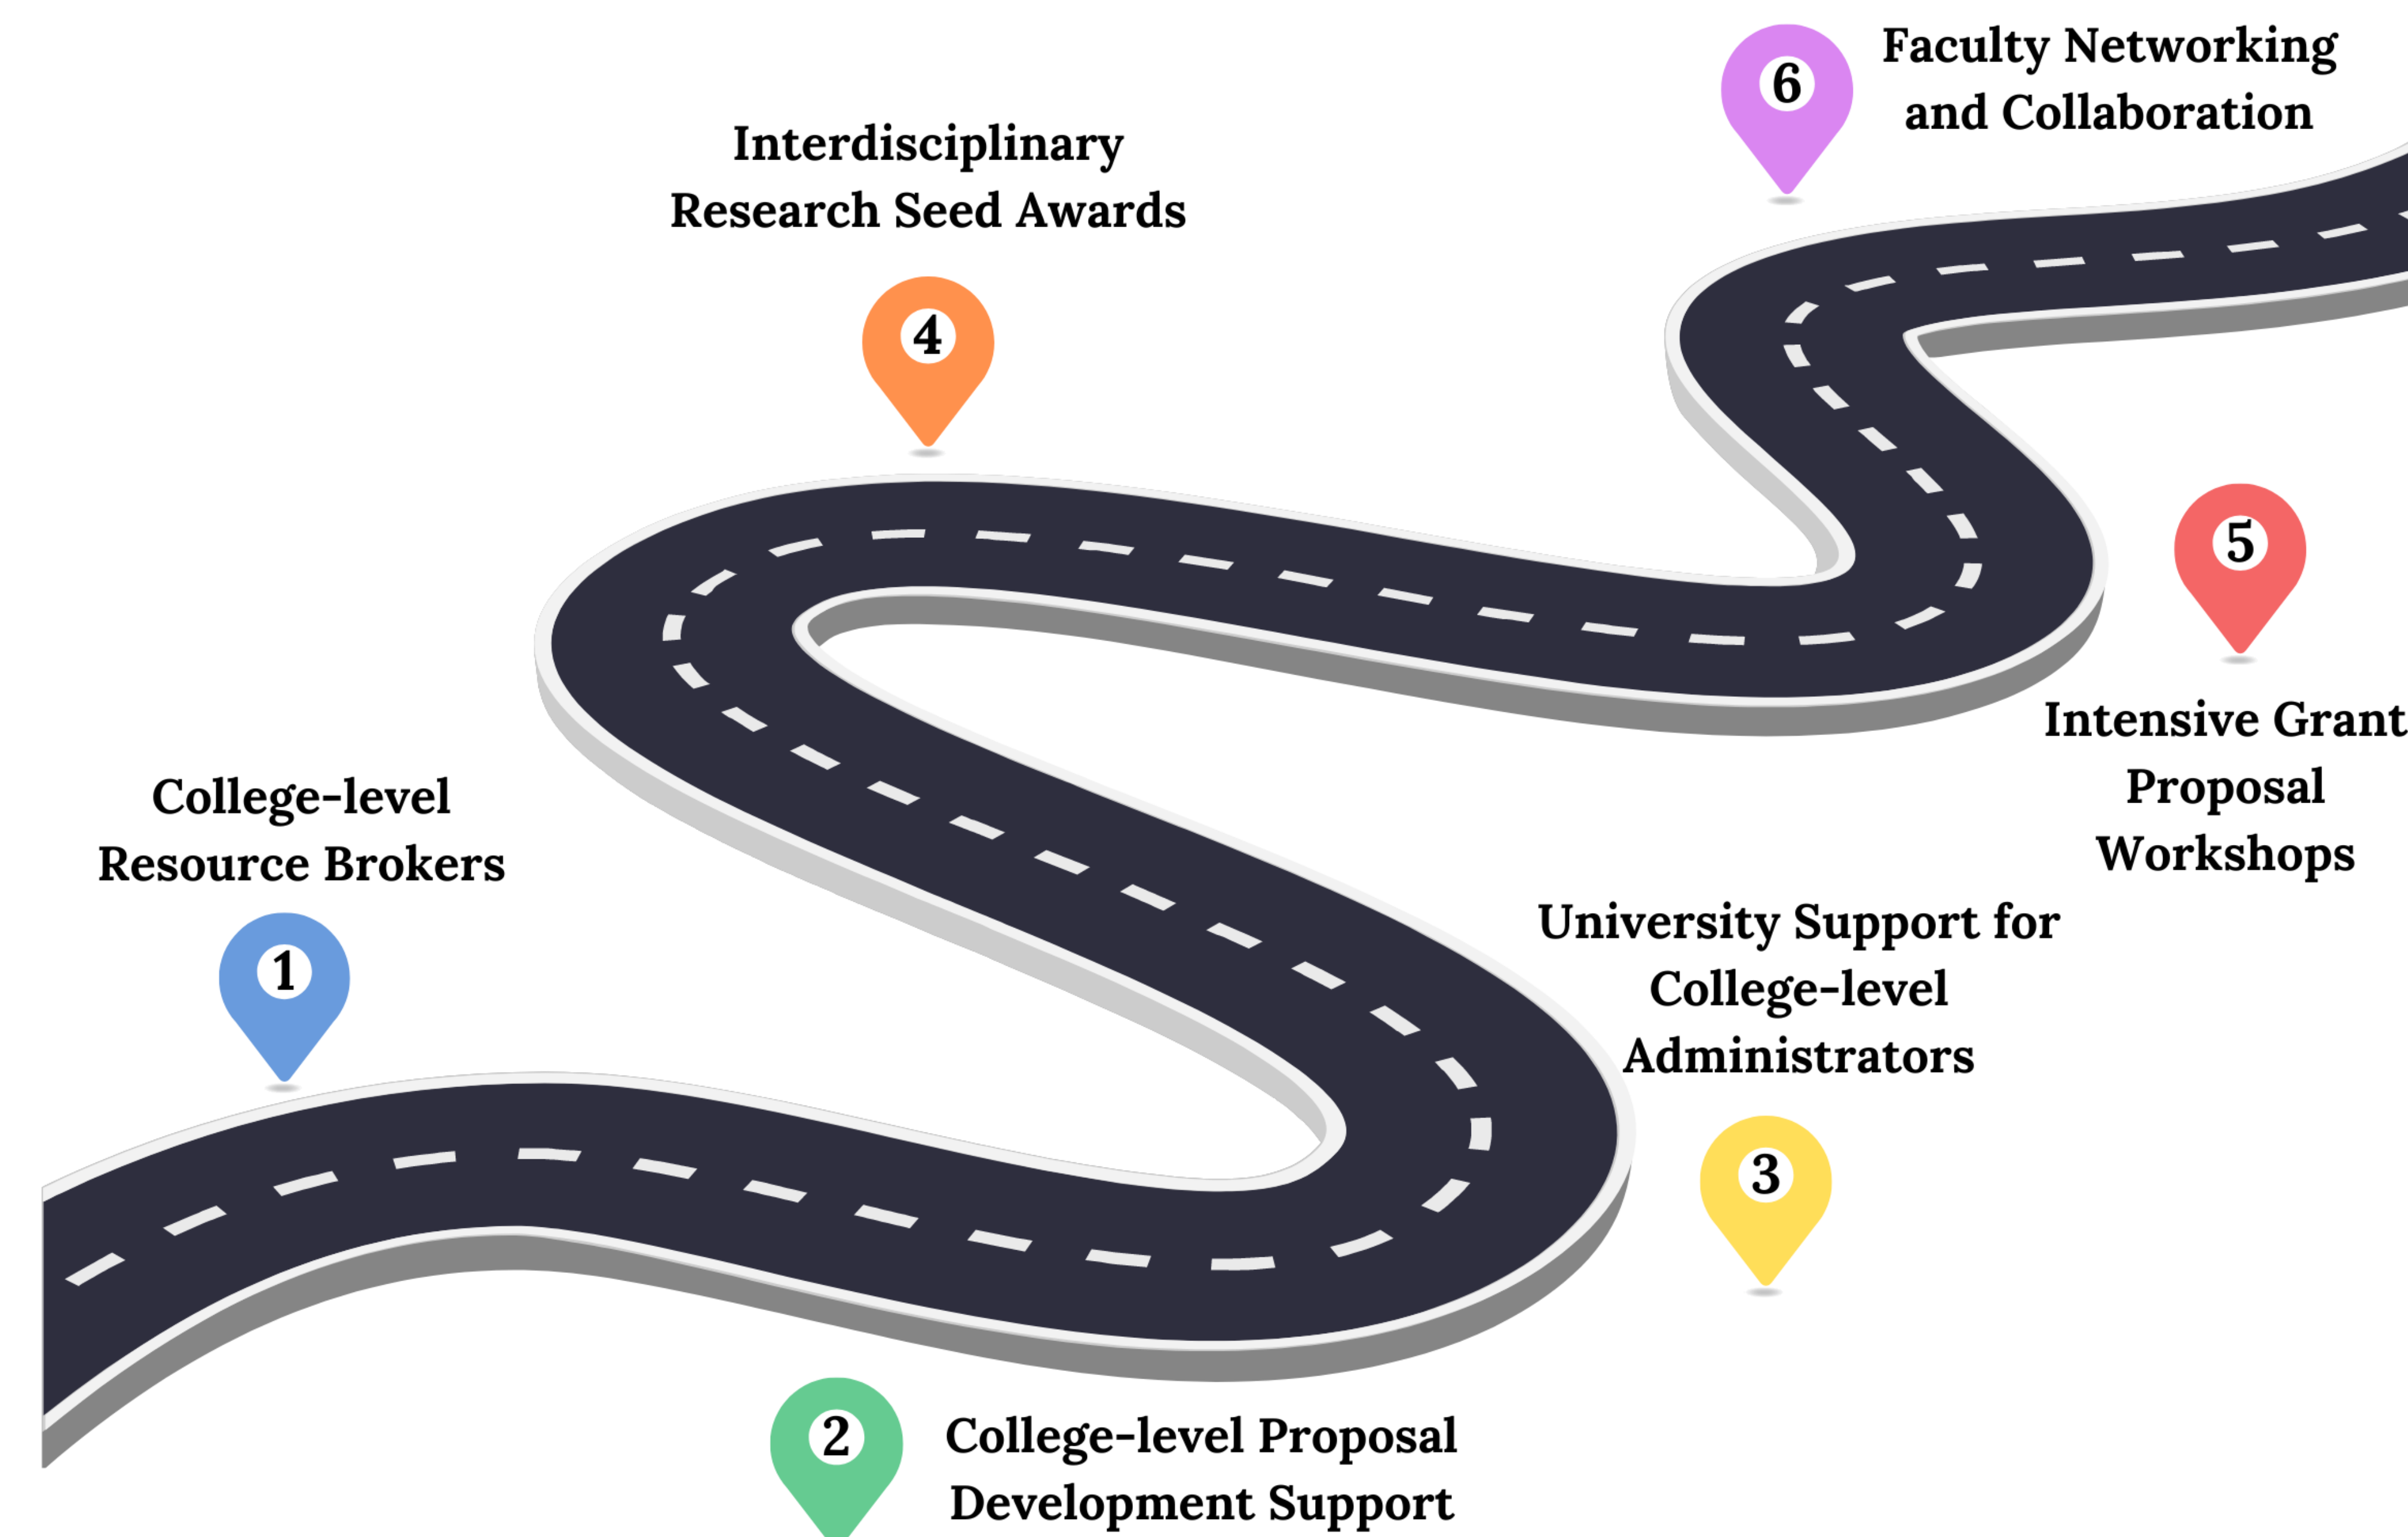 6
Faculty Networking
and Collaboration
Interdisciplinary
Research Seed Awards
4
5
Intensive Grant
Proposal
Workshops
College-level
Resource Brokers
1
University Support for
College-level
Administrators
3
2
College-level Proposal
Development Support